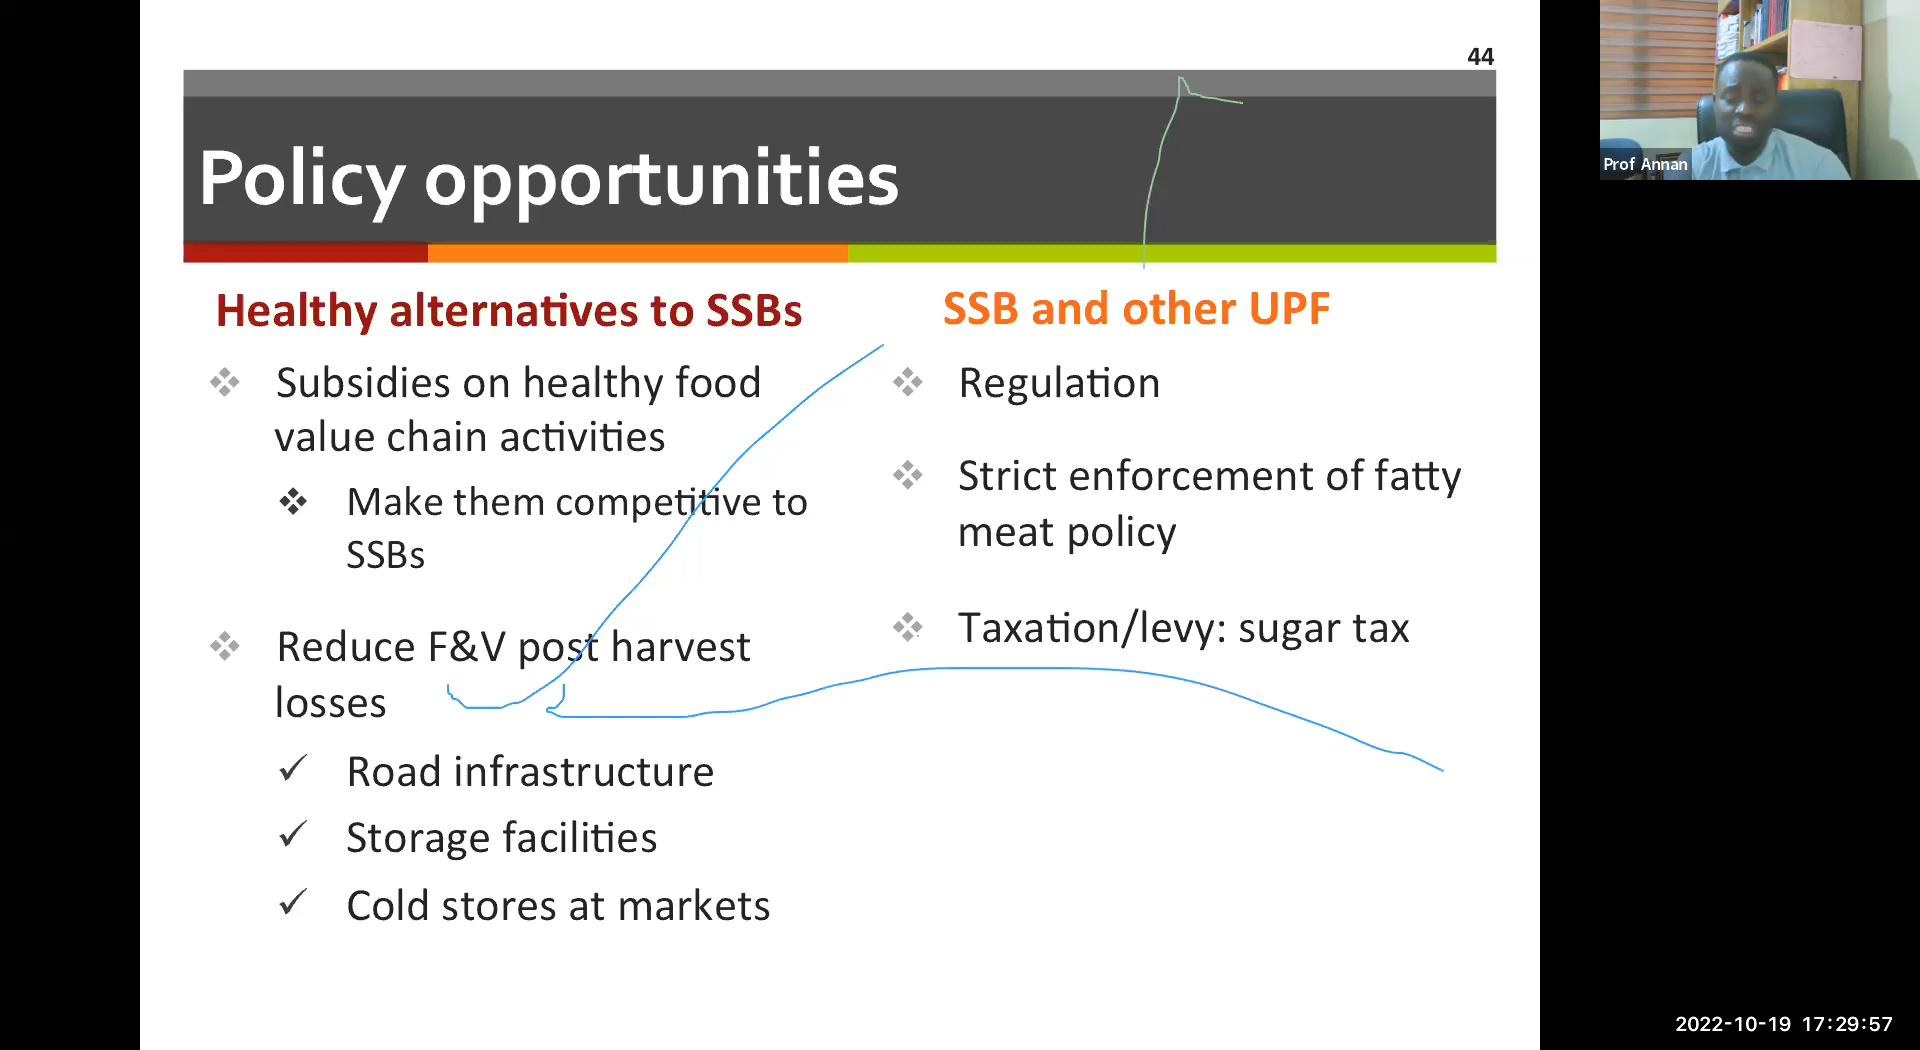 44
Policy opportunities
Healthy alternatives to SSBs
Subsidies on healthy food
value chain activities
Make them competitive to
SSBs
Reduce F&V post harvest
losses
Road infrastructure
Storage facilities
Cold stores at markets
SSB and other UPF
Regulation
Strict enforcement of fatty
meat policy
Taxation/levy: sugar tax
Prof Annan
2022-10-19 17:29:57